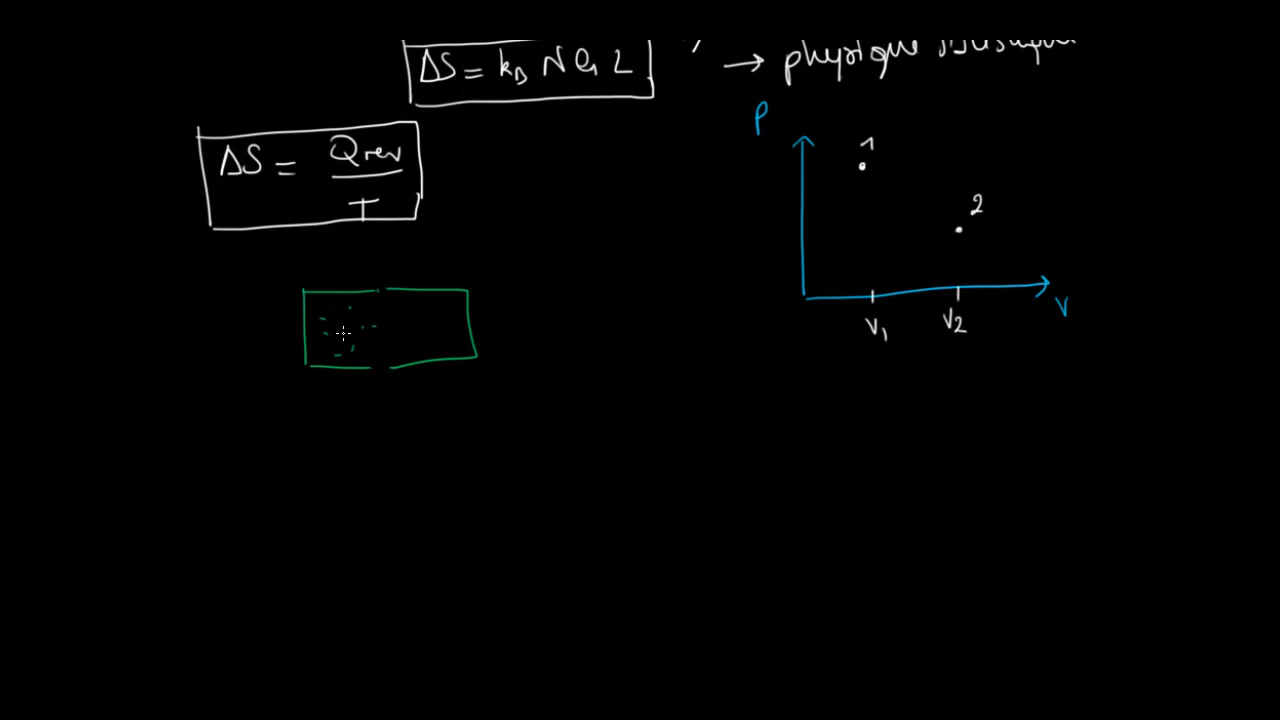 ΔS = k_B N ln 2
→ physique
P
ΔS = Qrev / T
1
2
V₁
V₂
V